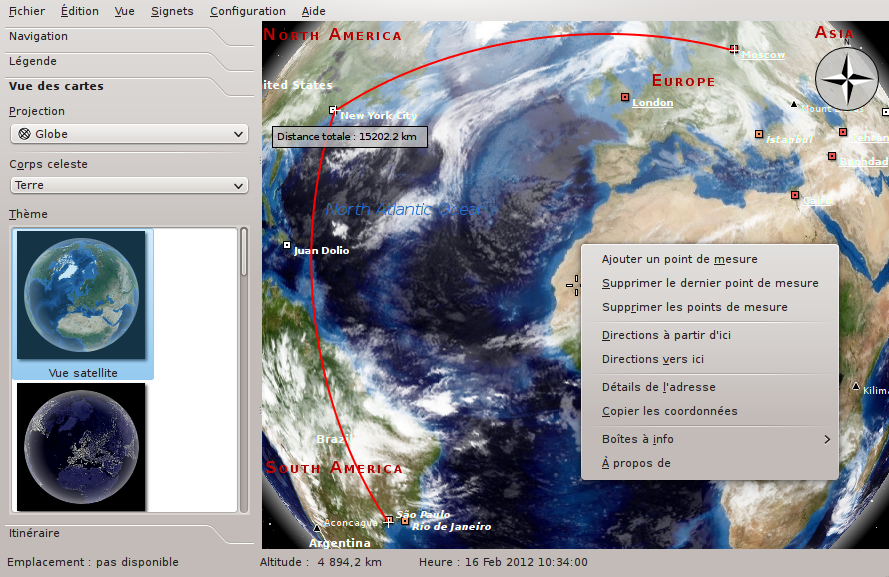 Fichier Édition Vue Signets Configuration Aide
Navigation
Légende
Vue des cartes
Projection
Globe
Corps celeste
Terre
Thème
Vue satellite
Itinéraire
NORTH AMERICA
ASIA
N
Moscow
EUROPE
ited States
London
New York City
Mount
Distance totale : 15202.2 km
Istanbul
Tehran
Baghdad
North Atlantic Ocean
Juan Dolio
Ajouter un point de mesure
Supprimer le dernier point de mesure
Supprimer les points de mesure
Directions à partir d'ici
Directions vers ici
Détails de l'adresse
Copier les coordonnées
Boîtes à info
À propos de
Kilima
Brazil
SOUTH AMERICA
São Paulo
Aconcagua
Rio de Janeiro
Argentina
Emplacement : pas disponible
Altitude : 4 894,2 km
Heure : 16 Feb 2012 10:34:00